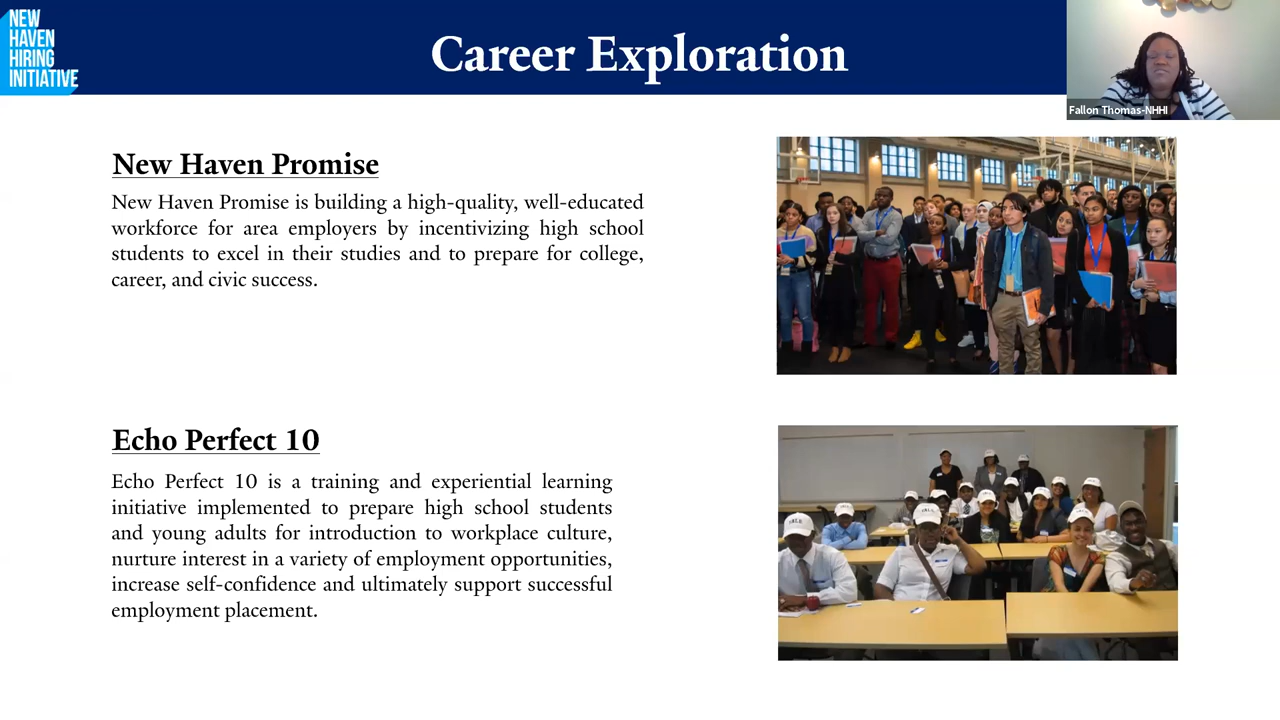 NEW
HAVEN
HIRING
INITIATIVE
Career Exploration
Fallon Thomas-NHHI
New Haven Promise
New Haven Promise is building a high-quality, well-educated
workforce for area employers by incentivizing high school
students to excel in their studies and to prepare for college,
career, and civic success.
Echo Perfect 10
Echo Perfect 10 is a training and experiential learning
initiative implemented to prepare high school students
and young adults for introduction to workplace culture,
nurture interest in a variety of employment opportunities,
increase self-confidence and ultimately support successful
employment placement.